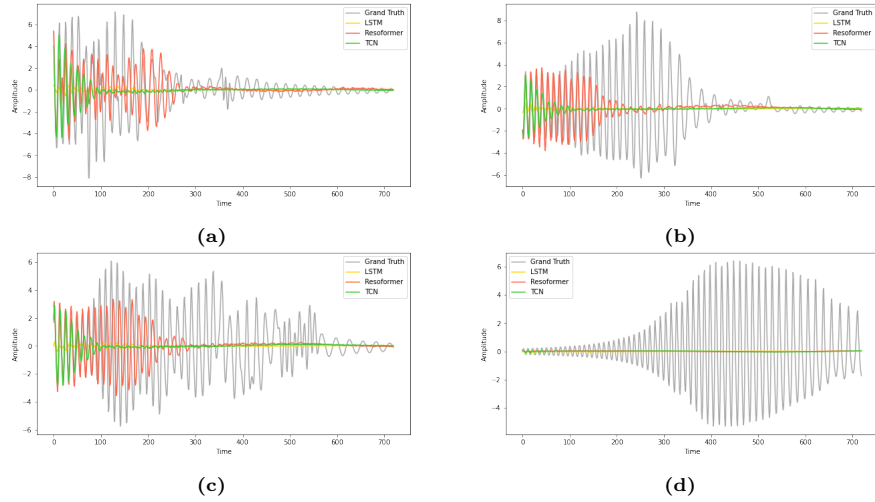 Grand Truth
LSTM
Resoformer
TCN
Amplitude
6
4
2
0
−2
−4
−6
−8
0 100 200 300 400 500 600 700
Time
(a)
Grand Truth
LSTM
Resoformer
TCN
Amplitude
8
6
4
2
0
−2
−4
−6
0 100 200 300 400 500 600 700
Time
(b)
Grand Truth
LSTM
Resoformer
TCN
Amplitude
6
4
2
0
−2
−4
−6
0 100 200 300 400 500 600 700
Time
(c)
Grand Truth
LSTM
Resoformer
TCN
Amplitude
6
4
2
0
−2
−4
0 100 200 300 400 500 600 700
Time
(d)